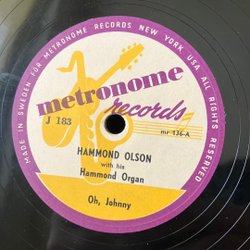 MADE IN SWEDEN FOR METRONOME RECORDS NEW YORK USA ALL RIGHTS RESERVED
metronome
records
J 183
mr 136-A
HAMMOND OLSON
with his
Hammond Organ
Oh, Johnny